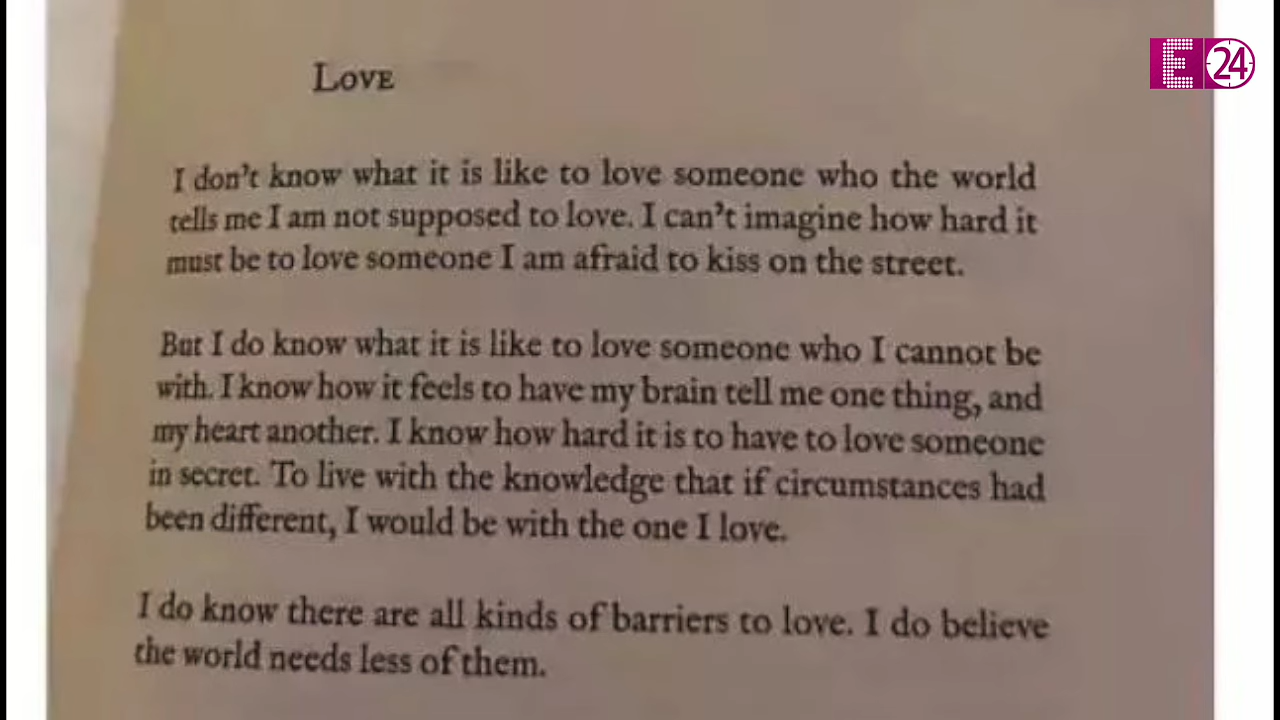 E 24
LOVE
I don't know what it is like to love someone who the world
tells me I am not supposed to love. I can't imagine how hard it
must be to love someone I am afraid to kiss on the street.
But I do know what it is like to love someone who I cannot be
with. I know how it feels to have my brain tell me one thing, and
my heart another. I know how hard it is to have to love someone
in secret. To live with the knowledge that if circumstances had
been different, I would be with the one I love.
I do know there are all kinds of barriers to love. I do believe
the world needs less of them.